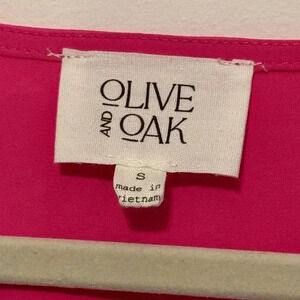 OLIVE
AND OAK
S
made in
vietnam